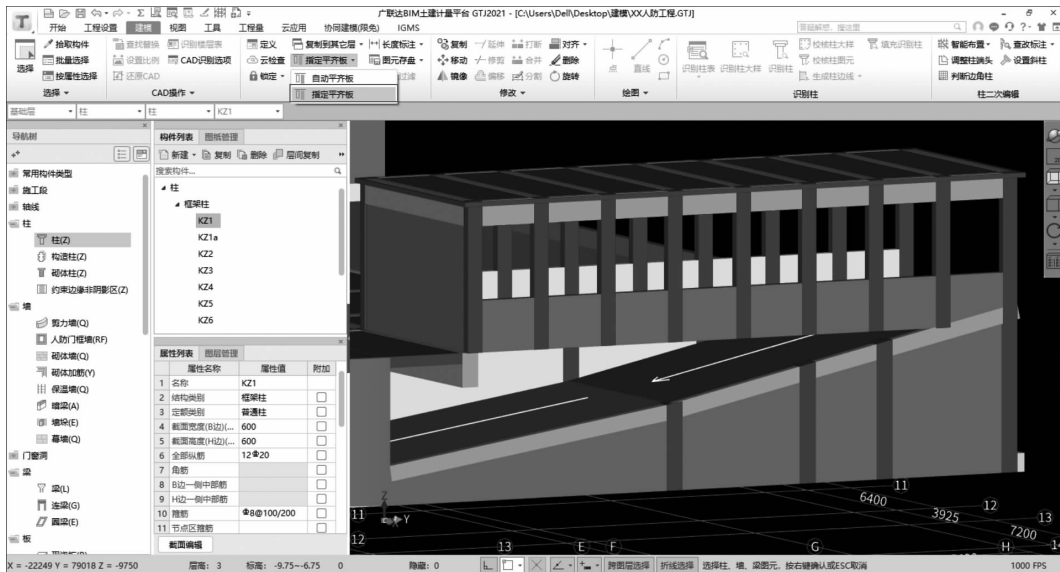 广联达BIM土建计量平台 GTJ2021 - [C:\Users\Dell\Desktop\建模\XX人防工程.GTJ]
开始 工程设置 建模 视图 工具 工程量 云应用 协同建模(限免) IGMS
答疑解惑、搜这里
选择
拾取构件
批量选择
按属性选择
查找替换
设置比例
还原CAD
识别楼层表
CAD识别选项
定义
云检查
锁定
复制到其它层
指定平齐板
自动平齐板
指定平齐板
长度标注
图元存盘
过滤
复制 延伸 打断 对齐
移动 修剪 合并 删除
镜像 偏移 分割 旋转
点 直线
识别柱表 识别柱大样 识别柱
校核柱大样
校核柱图元
生成柱边线
填充识别柱
智能布置
调整柱端头
判断边角柱
查改标注
设置斜柱
选择 CAD操作 修改 绘图 识别柱 柱二次编辑
基础层 柱 柱 KZ1
导航树
常用构件类型
施工段
轴线
柱
柱(Z)
构造柱(Z)
砌体柱(Z)
约束边缘非阴影区(Z)
墙
剪力墙(Q)
人防门框墙(RF)
砌体墙(Q)
砌体加筋(Y)
保温墙(Q)
暗梁(A)
墙垛(E)
幕墙(Q)
门窗洞
梁
梁(L)
连梁(G)
圈梁(E)
板
构件列表 图纸管理
新建 复制 删除 层间复制
搜索构件...
柱
框架柱
KZ1
KZ1a
KZ2
KZ3
KZ4
KZ5
KZ6
属性列表 图层管理
属性名称 属性值 附加
1 名称 KZ1
2 结构类别 框架柱
3 定额类别 普通柱
4 截面宽度(B边)(... 600
5 截面高度(H边)(... 600
6 全部纵筋 12⌀20
7 角筋
8 B边一侧中部筋
9 H边一侧中部筋
10 箍筋 ⌀8@100/200
11 节点区箍筋
截面编辑
Z
Y
11
12
13
E
F
G
H
11
12
13
14
6400
3925
7200
X = -22249 Y = 79018 Z = -9750
层高: 3 标高: -9.75~-6.75 0 隐藏: 0
跨图层选择 折线选择 选择柱、墙、梁图元，按右键确认或ESC取消
1000 FPS